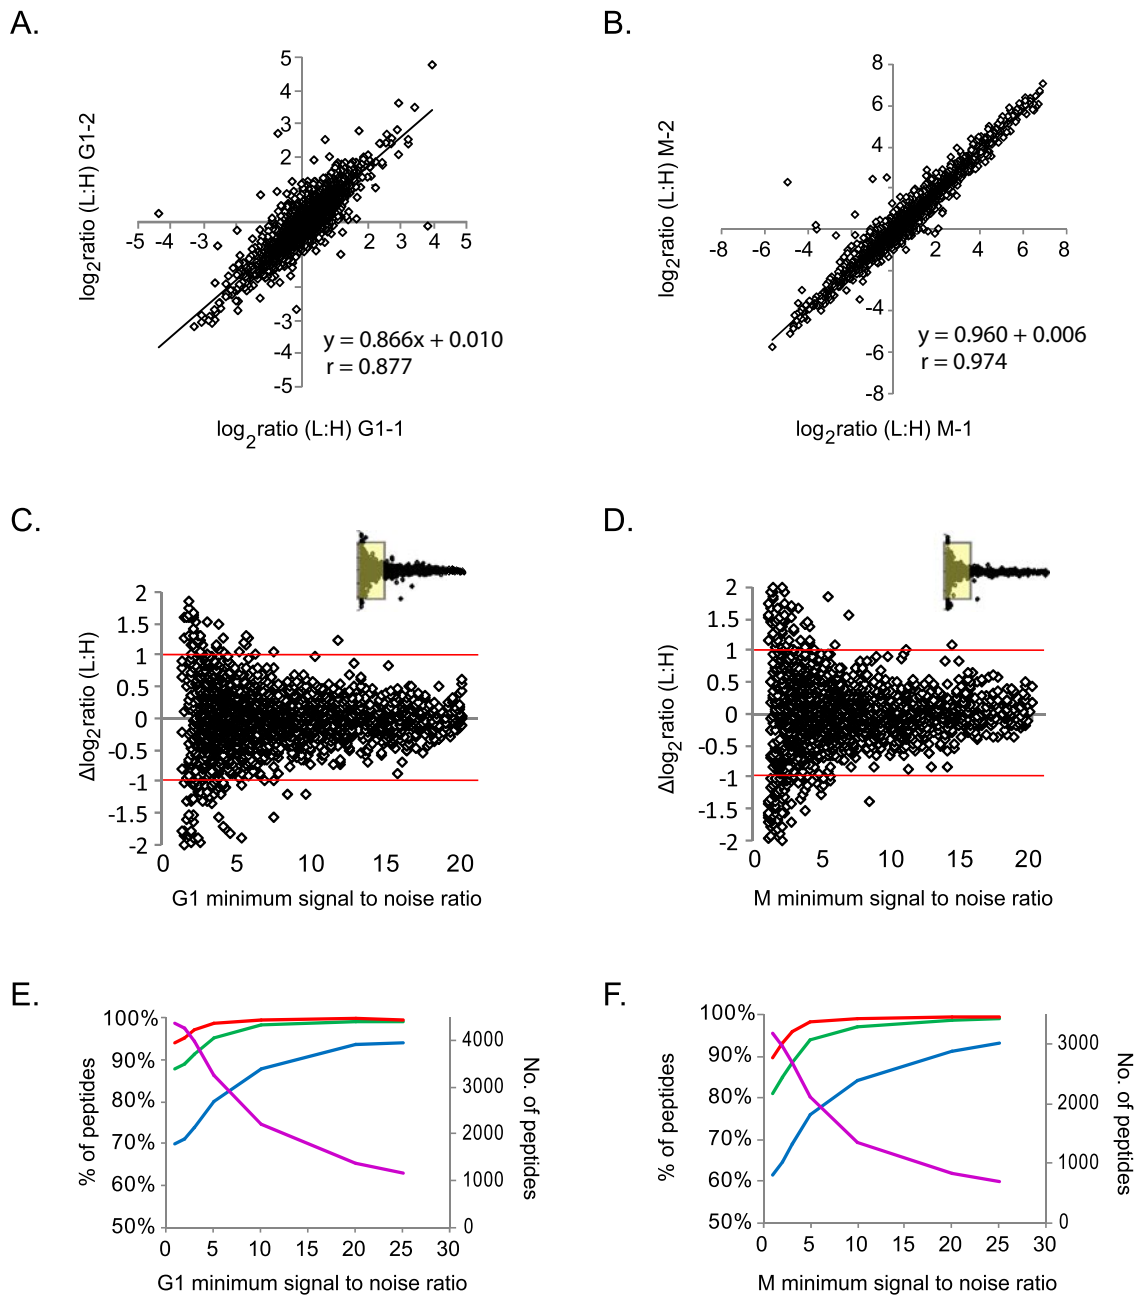 A.
5
4
3
2
-5
-3
2
3
4
5
-3
-4
-5
log2ratio (L:H) G1-2
y = 0.866x + 0.010
r = 0.877
log2ratio (L:H) G1-1
B.
8
6
4
2
-8
-6
-4
-2
2
4
6
8
-4
-6
-8
log2ratio (L:H) M-2
y = 0.960 + 0.006
r = 0.974
log2ratio (L:H) M-1
C.
2
1.5
1
0.5
0
-0.5
-1
-1.5
-2
Δlog2ratio (L:H)
0 5 10 15 20
G1 minimum signal to noise ratio
D.
2
1.5
1
0.5
0
-0.5
-1
-1.5
-2
Δlog2ratio (L:H)
0 5 10 15 20
M minimum signal to noise ratio
E.
100%
90%
80%
70%
60%
50%
% of peptides
4000
3000
2000
1000
0
No. of peptides
0 5 10 15 20 25 30
G1 minimum signal to noise ratio
F.
100%
90%
80%
70%
60%
50%
% of peptides
3000
2000
1000
0
No. of peptides
0 5 10 15 20 25 30
M minimum signal to noise ratio